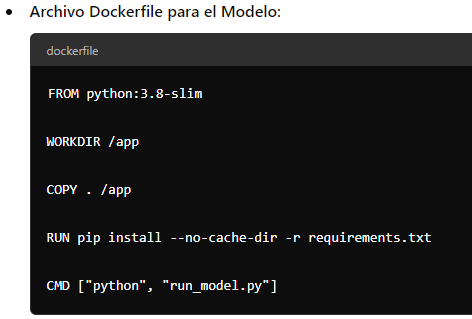 • Archivo Dockerfile para el Modelo:
dockerfile
FROM python:3.8-slim
WORKDIR /app
COPY . /app
RUN pip install --no-cache-dir -r requirements.txt
CMD ["python", "run_model.py"]